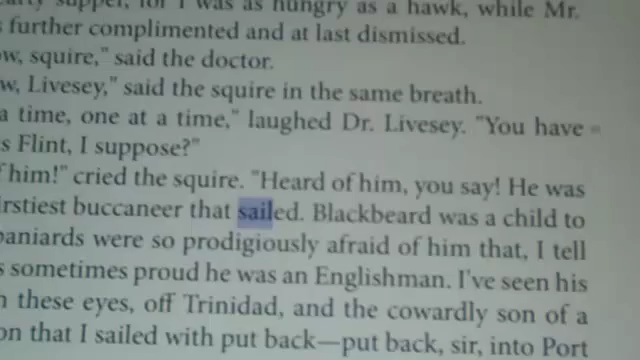 supper, for I was as hungry as a hawk, while Mr.
further complimented and at last dismissed.
squire," said the doctor.
Livesey," said the squire in the same breath.
a time, one at a time," laughed Dr. Livesey. "You have
Flint, I suppose?"
him!" cried the squire. "Heard of him, you say! He was
buccaneer that sailed. Blackbeard was a child to
were so prodigiously afraid of him that, I tell
sometimes proud he was an Englishman. I've seen his
these eyes, off Trinidad, and the cowardly son of a
that I sailed with put back—put back, sir, into Port